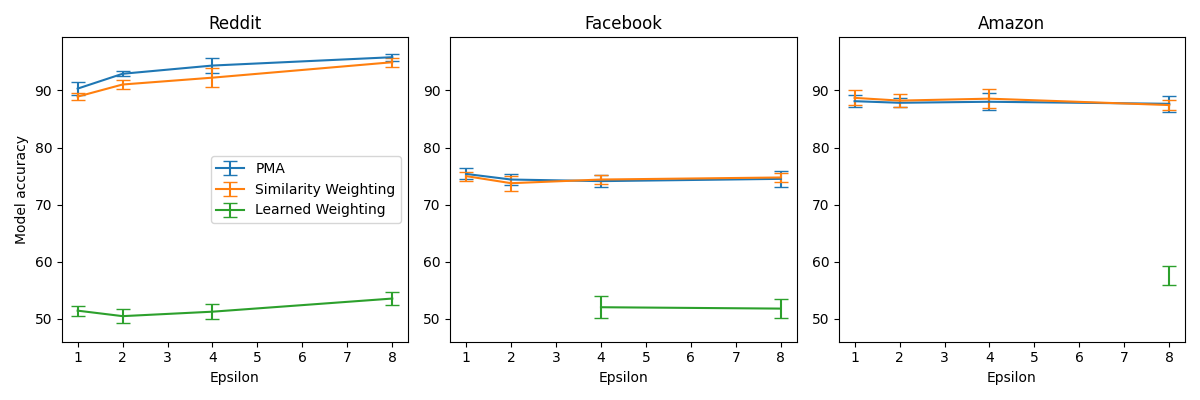 Reddit
Facebook
Amazon
Model accuracy
90
80
70
60
50
PMA
Similarity Weighting
Learned Weighting
1 2 3 4 5 6 7 8
Epsilon
90
80
70
60
50
1 2 3 4 5 6 7 8
Epsilon
90
80
70
60
50
1 2 3 4 5 6 7 8
Epsilon